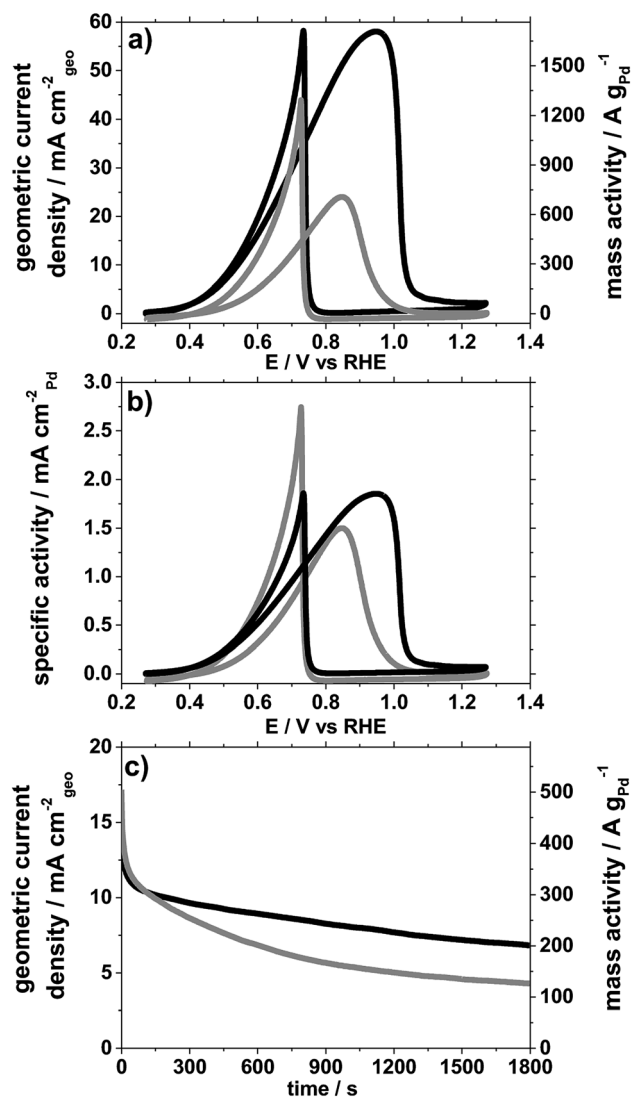 a)
geometric current
density / mA cm⁻²geo
60
50
40
30
20
10
0
1500
1200
900
600
300
0
mass activity / A gPd⁻¹
0.2 0.4 0.6 0.8 1.0 1.2 1.4
E / V vs RHE
b)
specific activity / mA cm⁻²Pd
3.0
2.5
2.0
1.5
1.0
0.5
0.0
0.2 0.4 0.6 0.8 1.0 1.2 1.4
E / V vs RHE
c)
geometric current
density / mA cm⁻²geo
20
15
10
5
0
500
400
300
200
100
0
mass activity / A gPd⁻¹
0 300 600 900 1200 1500 1800
time / s